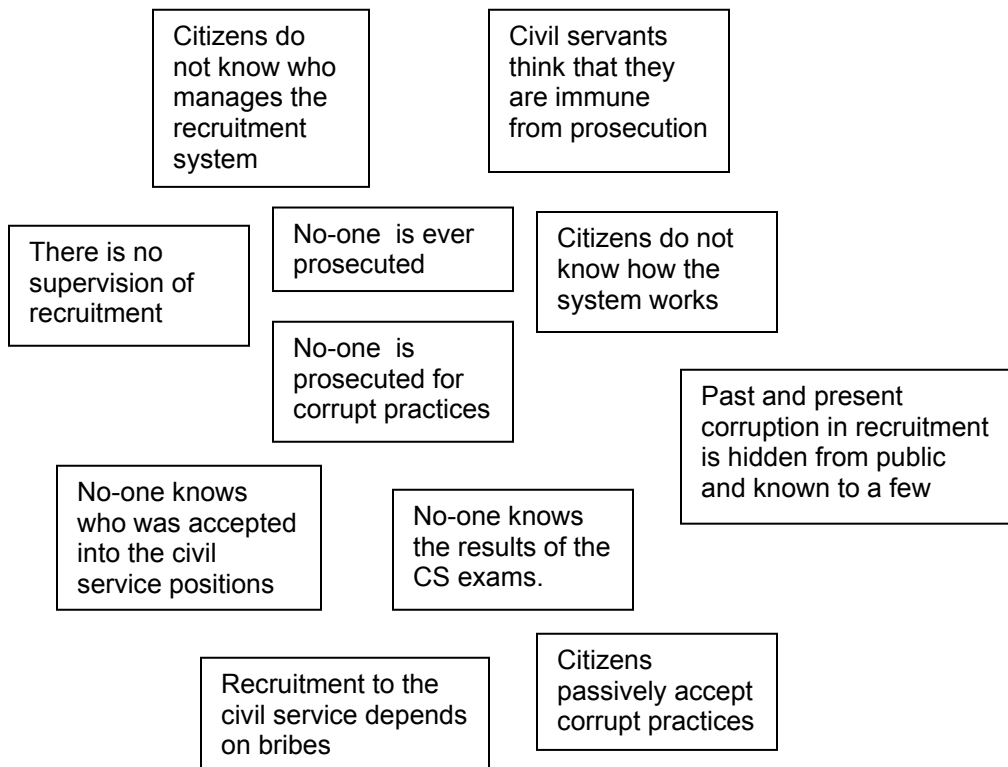 Citizens do
not know who
manages the
recruitment
system
Civil servants
think that they
are immune
from prosecution
There is no
supervision of
recruitment
No-one is ever
prosecuted
Citizens do not
know how the
system works
No-one is
prosecuted for
corrupt practices
Past and present
corruption in recruitment
is hidden from public
and known to a few
No-one knows
who was accepted
into the civil
service positions
No-one knows
the results of the
CS exams.
Recruitment to the
civil service depends
on bribes
Citizens
passively accept
corrupt practices